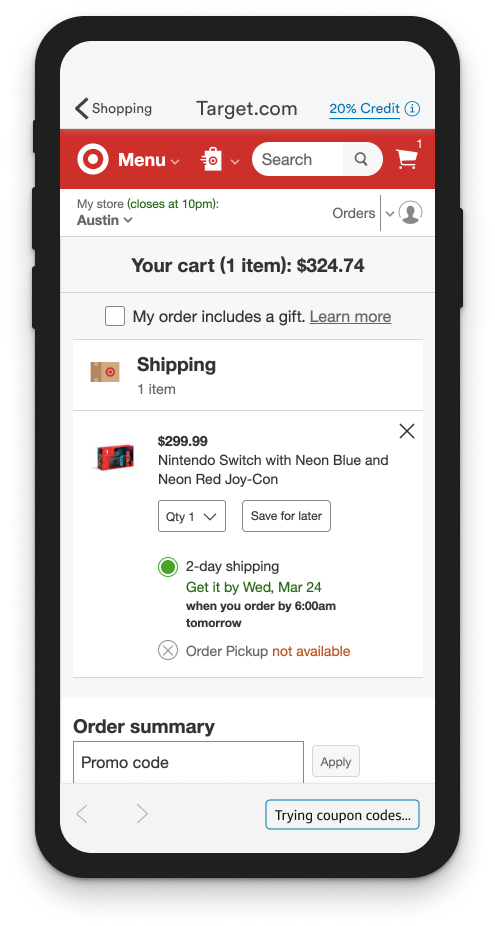 Shopping
Target.com
20% Credit
Menu
Search
1
My store (closes at 10pm):
Austin
Orders
Your cart (1 item): $324.74
My order includes a gift. Learn more
Shipping
1 item
$299.99
Nintendo Switch with Neon Blue and
Neon Red Joy-Con
Qty 1
Save for later
2-day shipping
Get it by Wed, Mar 24
when you order by 6:00am
tomorrow
Order Pickup not available
Order summary
Promo code
Apply
Trying coupon codes...